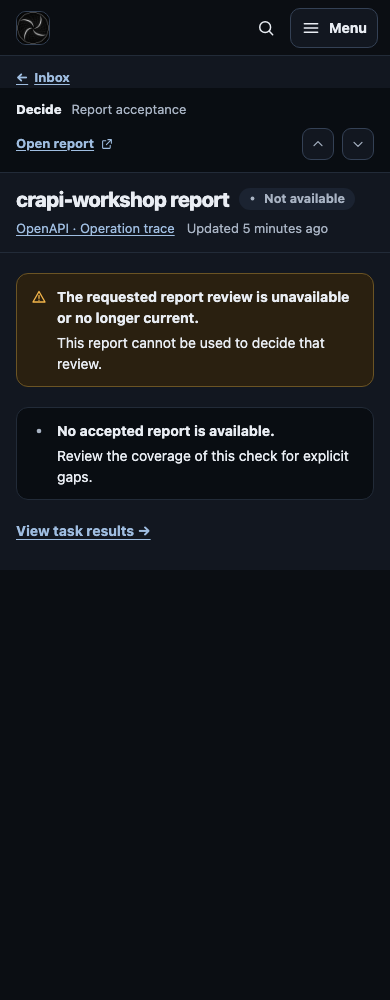 Menu
← Inbox
Decide Report acceptance
Open report
crapi-workshop report • Not available
OpenAPI · Operation trace Updated 5 minutes ago
The requested report review is unavailable
or no longer current.
This report cannot be used to decide that
review.
• No accepted report is available.
Review the coverage of this check for explicit
gaps.
View task results →